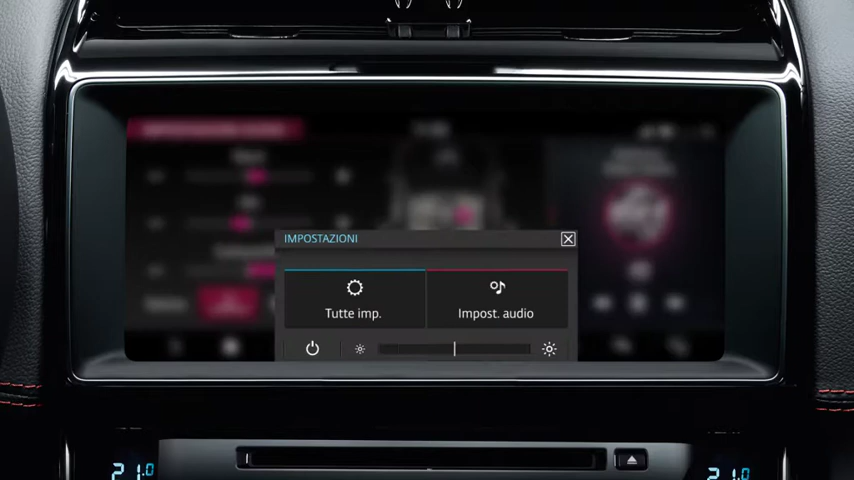 IMPOSTAZIONI
Tutte imp.
Impost. audio
21.0
21.0